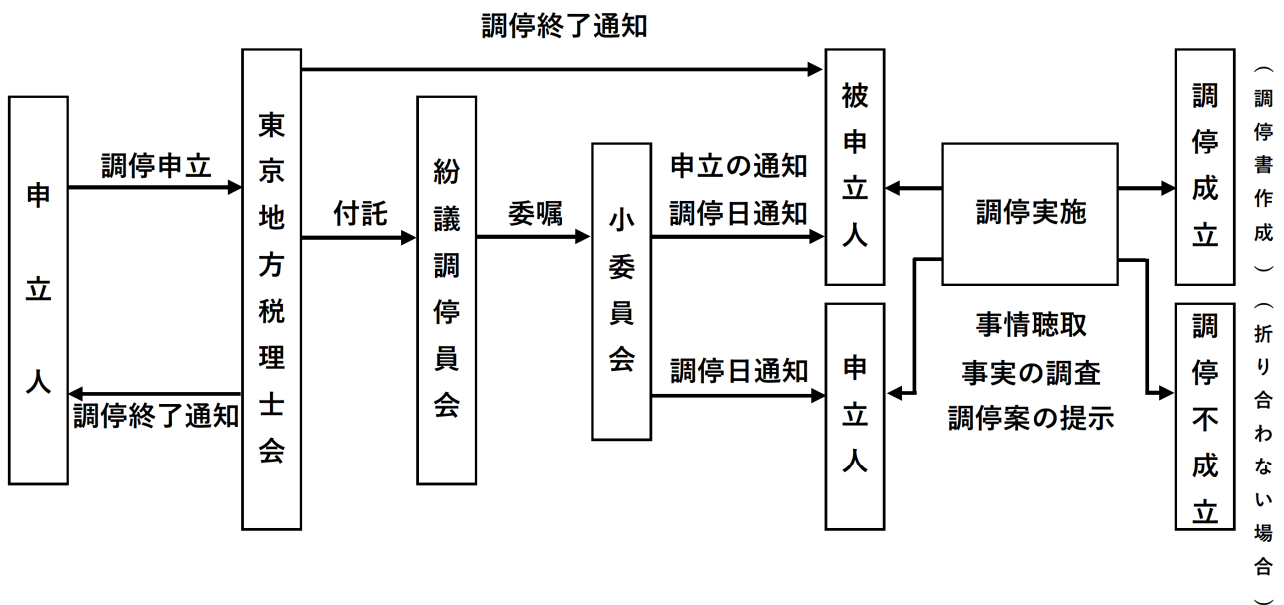 調停終了通知
申立人
調停申立
調停終了通知
東京地方税理士会
付託
紛議調停員会
委嘱
小委員会
申立の通知
調停日通知
調停日通知
被申立人
申立人
調停実施
事情聴取
事実の調査
調停案の提示
調停成立
（調停書作成）
調停不成立
（折り合わない場合）